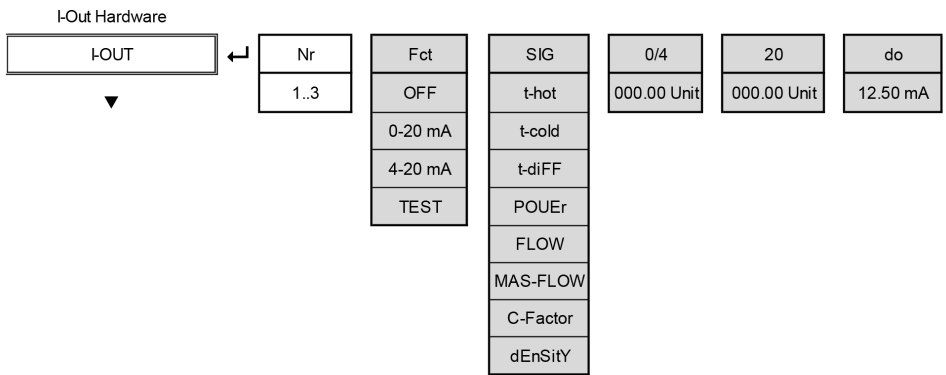 I-Out Hardware
I-OUT
Nr
1..3
Fct
OFF
0-20 mA
4-20 mA
TEST
SIG
t-hot
t-cold
t-diFF
POUEr
FLOW
MAS-FLOW
C-Factor
dEnSitY
0/4
000.00 Unit
20
000.00 Unit
do
12.50 mA